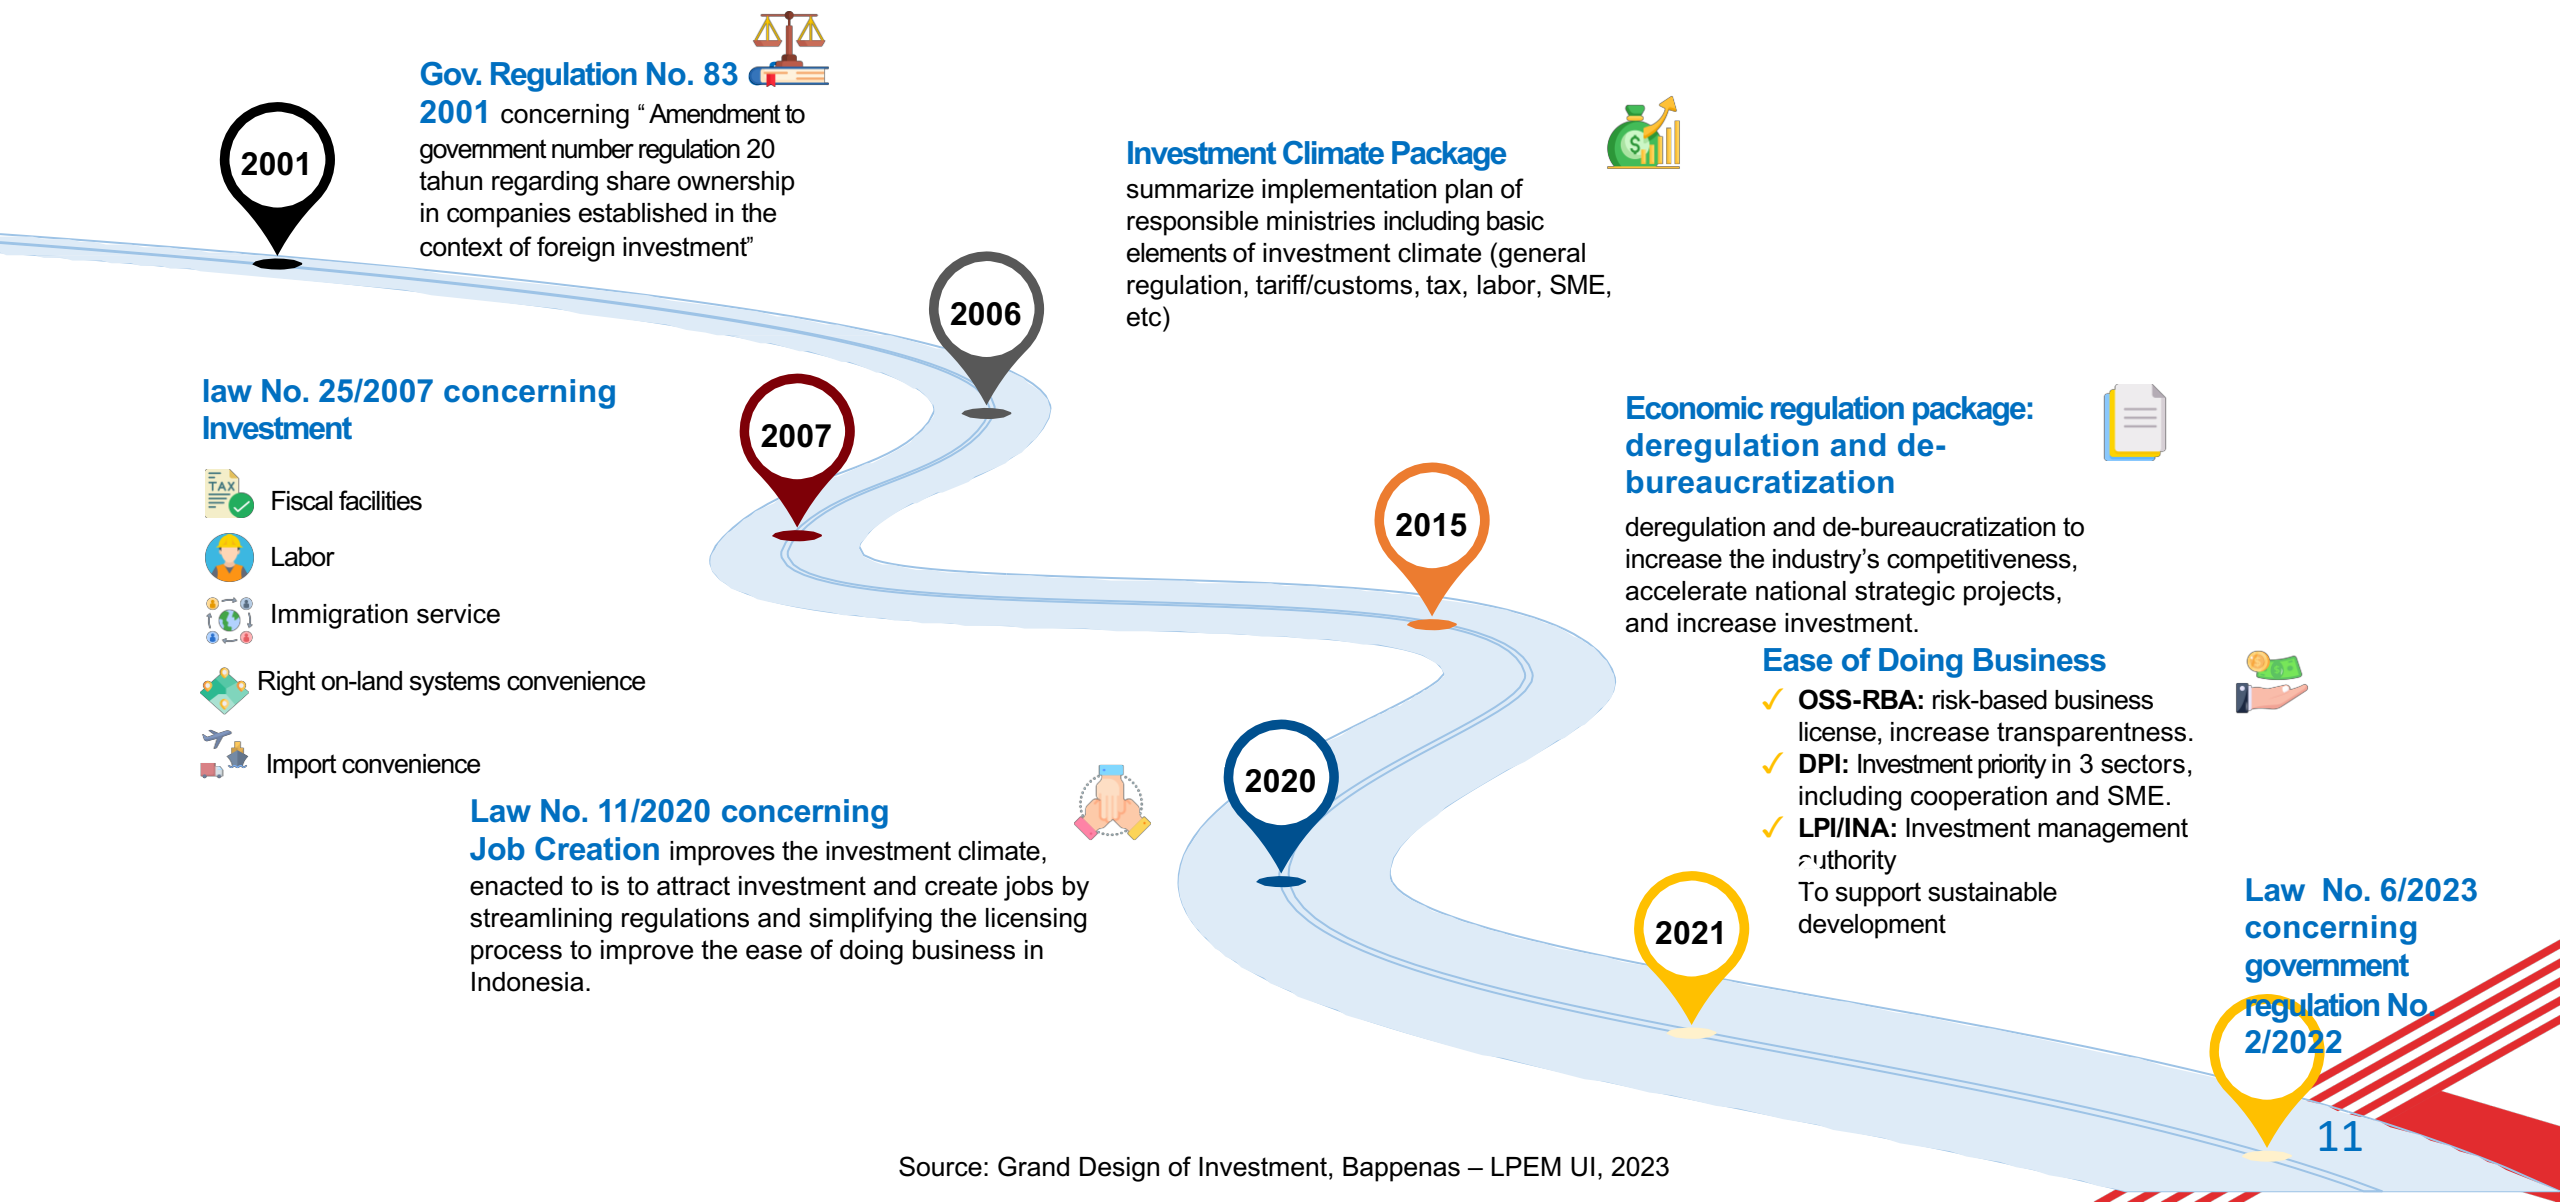 2001
Gov. Regulation No. 83
2001 concerning “ Amendment to
government number regulation 20
tahun regarding share ownership
in companies established in the
context of foreign investment”
2006
Investment Climate Package
summarize implementation plan of
responsible ministries including basic
elements of investment climate (general
regulation, tariff/customs, tax, labor, SME,
etc)
law No. 25/2007 concerning
Investment
TAX
Fiscal facilities
Labor
Immigration service
Right on-land systems convenience
Import convenience
2007
2015
Economic regulation package:
deregulation and de-
bureaucratization
deregulation and de-bureaucratization to
increase the industry’s competitiveness,
accelerate national strategic projects,
and increase investment.
Law No. 11/2020 concerning
Job Creation improves the investment climate,
enacted to is to attract investment and create jobs by
streamlining regulations and simplifying the licensing
process to improve the ease of doing business in
Indonesia.
2020
2021
Ease of Doing Business
✓ OSS-RBA: risk-based business
license, increase transparentness.
✓ DPI: Investment priority in 3 sectors,
including cooperation and SME.
✓ LPI/INA: Investment management
authority
To support sustainable
development
Law No. 6/2023
concerning
government
regulation No.
2/2022
11
Source: Grand Design of Investment, Bappenas – LPEM UI, 2023